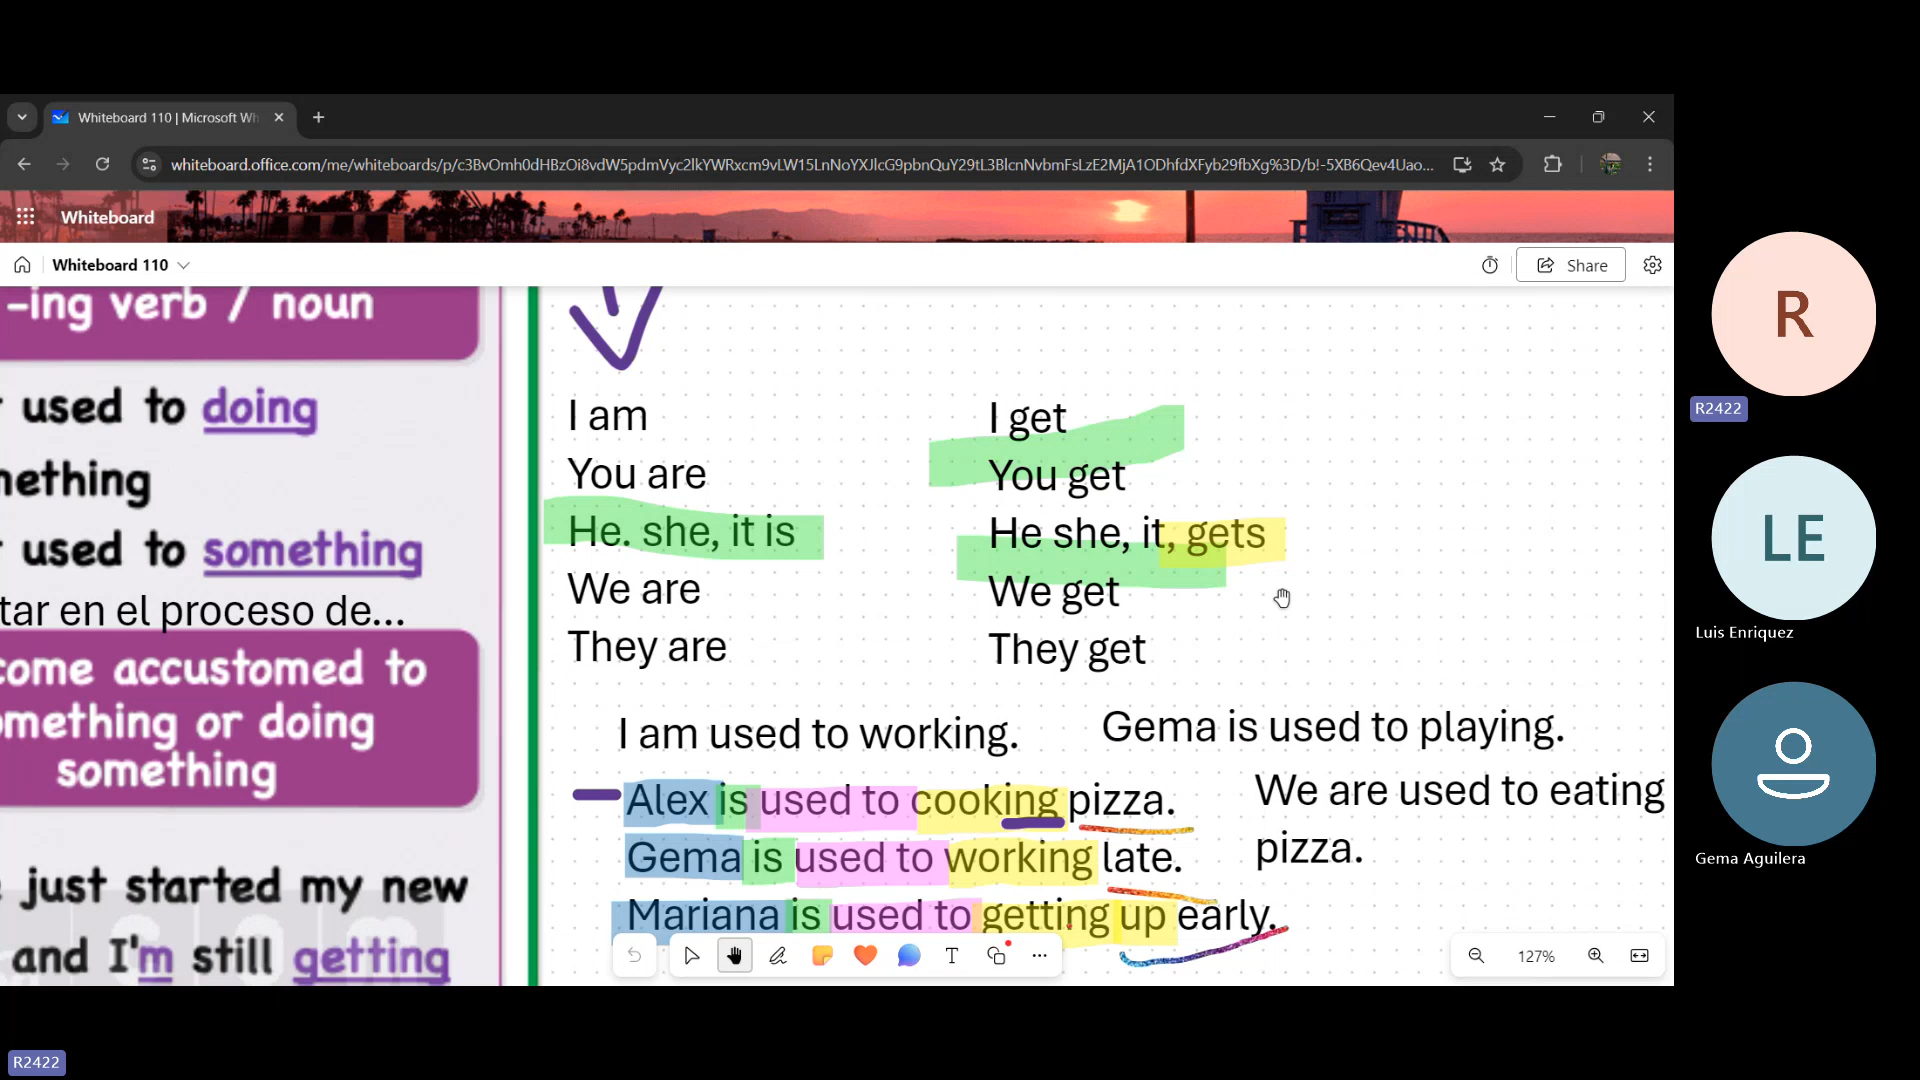 Whiteboard 110 | Microsoft Wh
whiteboard.office.com/me/whiteboards/p/c3BvOmh0dHBzOi8vdW5pdmVyc2lkYWRxcm9vLW15LnNoYXJlcG9pbnQuY29tL3BlcnNvbmFsLzE2MjA1ODhfdXFyb29fbXg%3D/b!-5XB6Qev4Uao...
Whiteboard
Whiteboard 110
Share
-ing verb / noun
used to doing
mething
used to something
tar en el proceso de...
come accustomed to
omething or doing
something
just started my new
and I'm still getting
I am
You are
He. she, it is
We are
They are
I get
You get
He she, it, gets
We get
They get
I am used to working.
Gema is used to playing.
Alex is used to cooking pizza.
Gema is used to working late.
Mariana is used to getting up early.
We are used to eating
pizza.
T
127%
R
R2422
LE
Luis Enriquez
Gema Aguilera
R2422